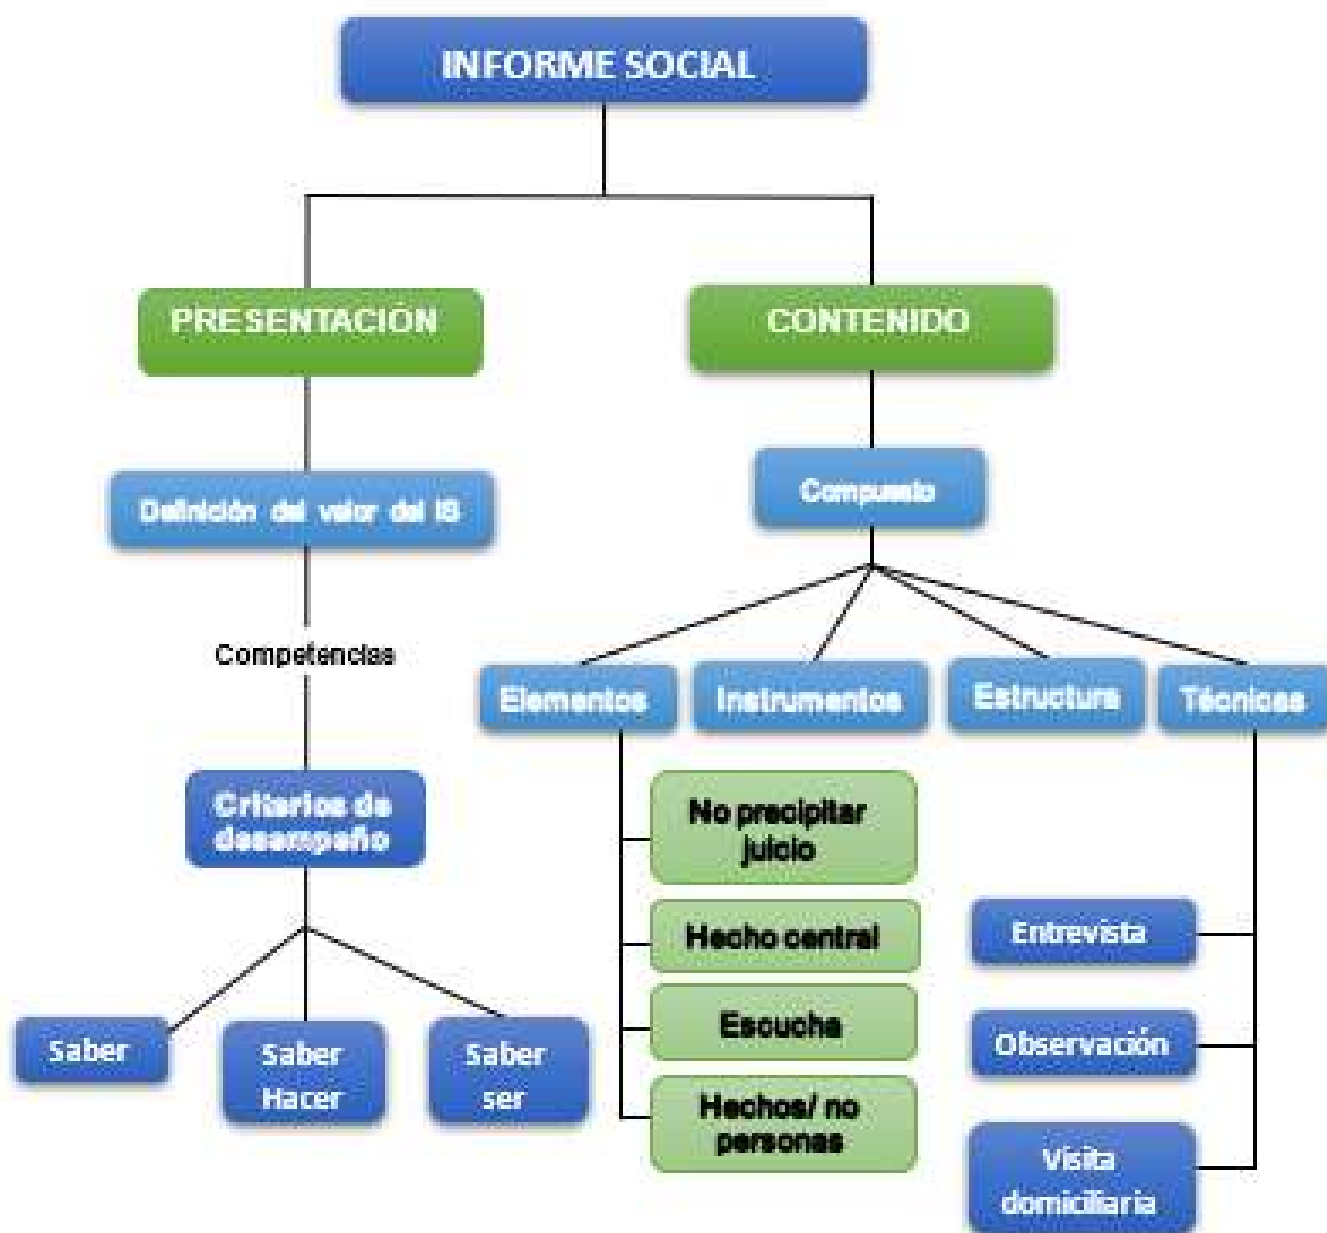 INFORME SOCIAL
PRESENTACIÓN
CONTENIDO
Definición del valor del IS
Compuesto
Competencias
Elementos
Instrumentos
Estructura
Técnicas
Criterios de
desempeño
No precipitar
juicio
Hecho central
Escucha
Hechos/ no
personas
Entrevista
Observación
Visita
domiciliaria
Saber
Saber
Hacer
Saber
ser